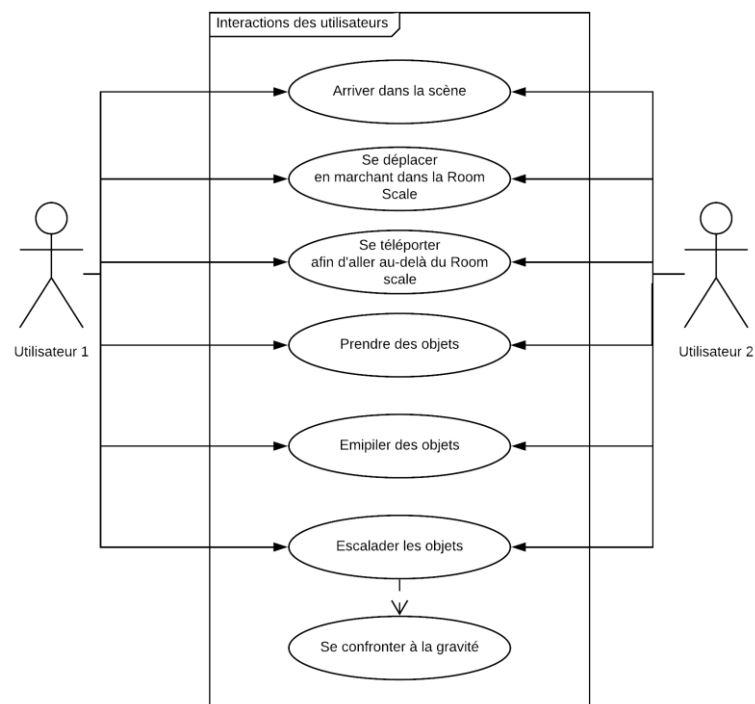 Interactions des utilisateurs
Arriver dans la scène
Se déplacer
en marchant dans la Room
Scale
Se téléporter
afin d'aller au-delà du Room
scale
Utilisateur 1
Prendre des objets
Utilisateur 2
Emipiler des objets
Escalader les objets
Se confronter à la gravité